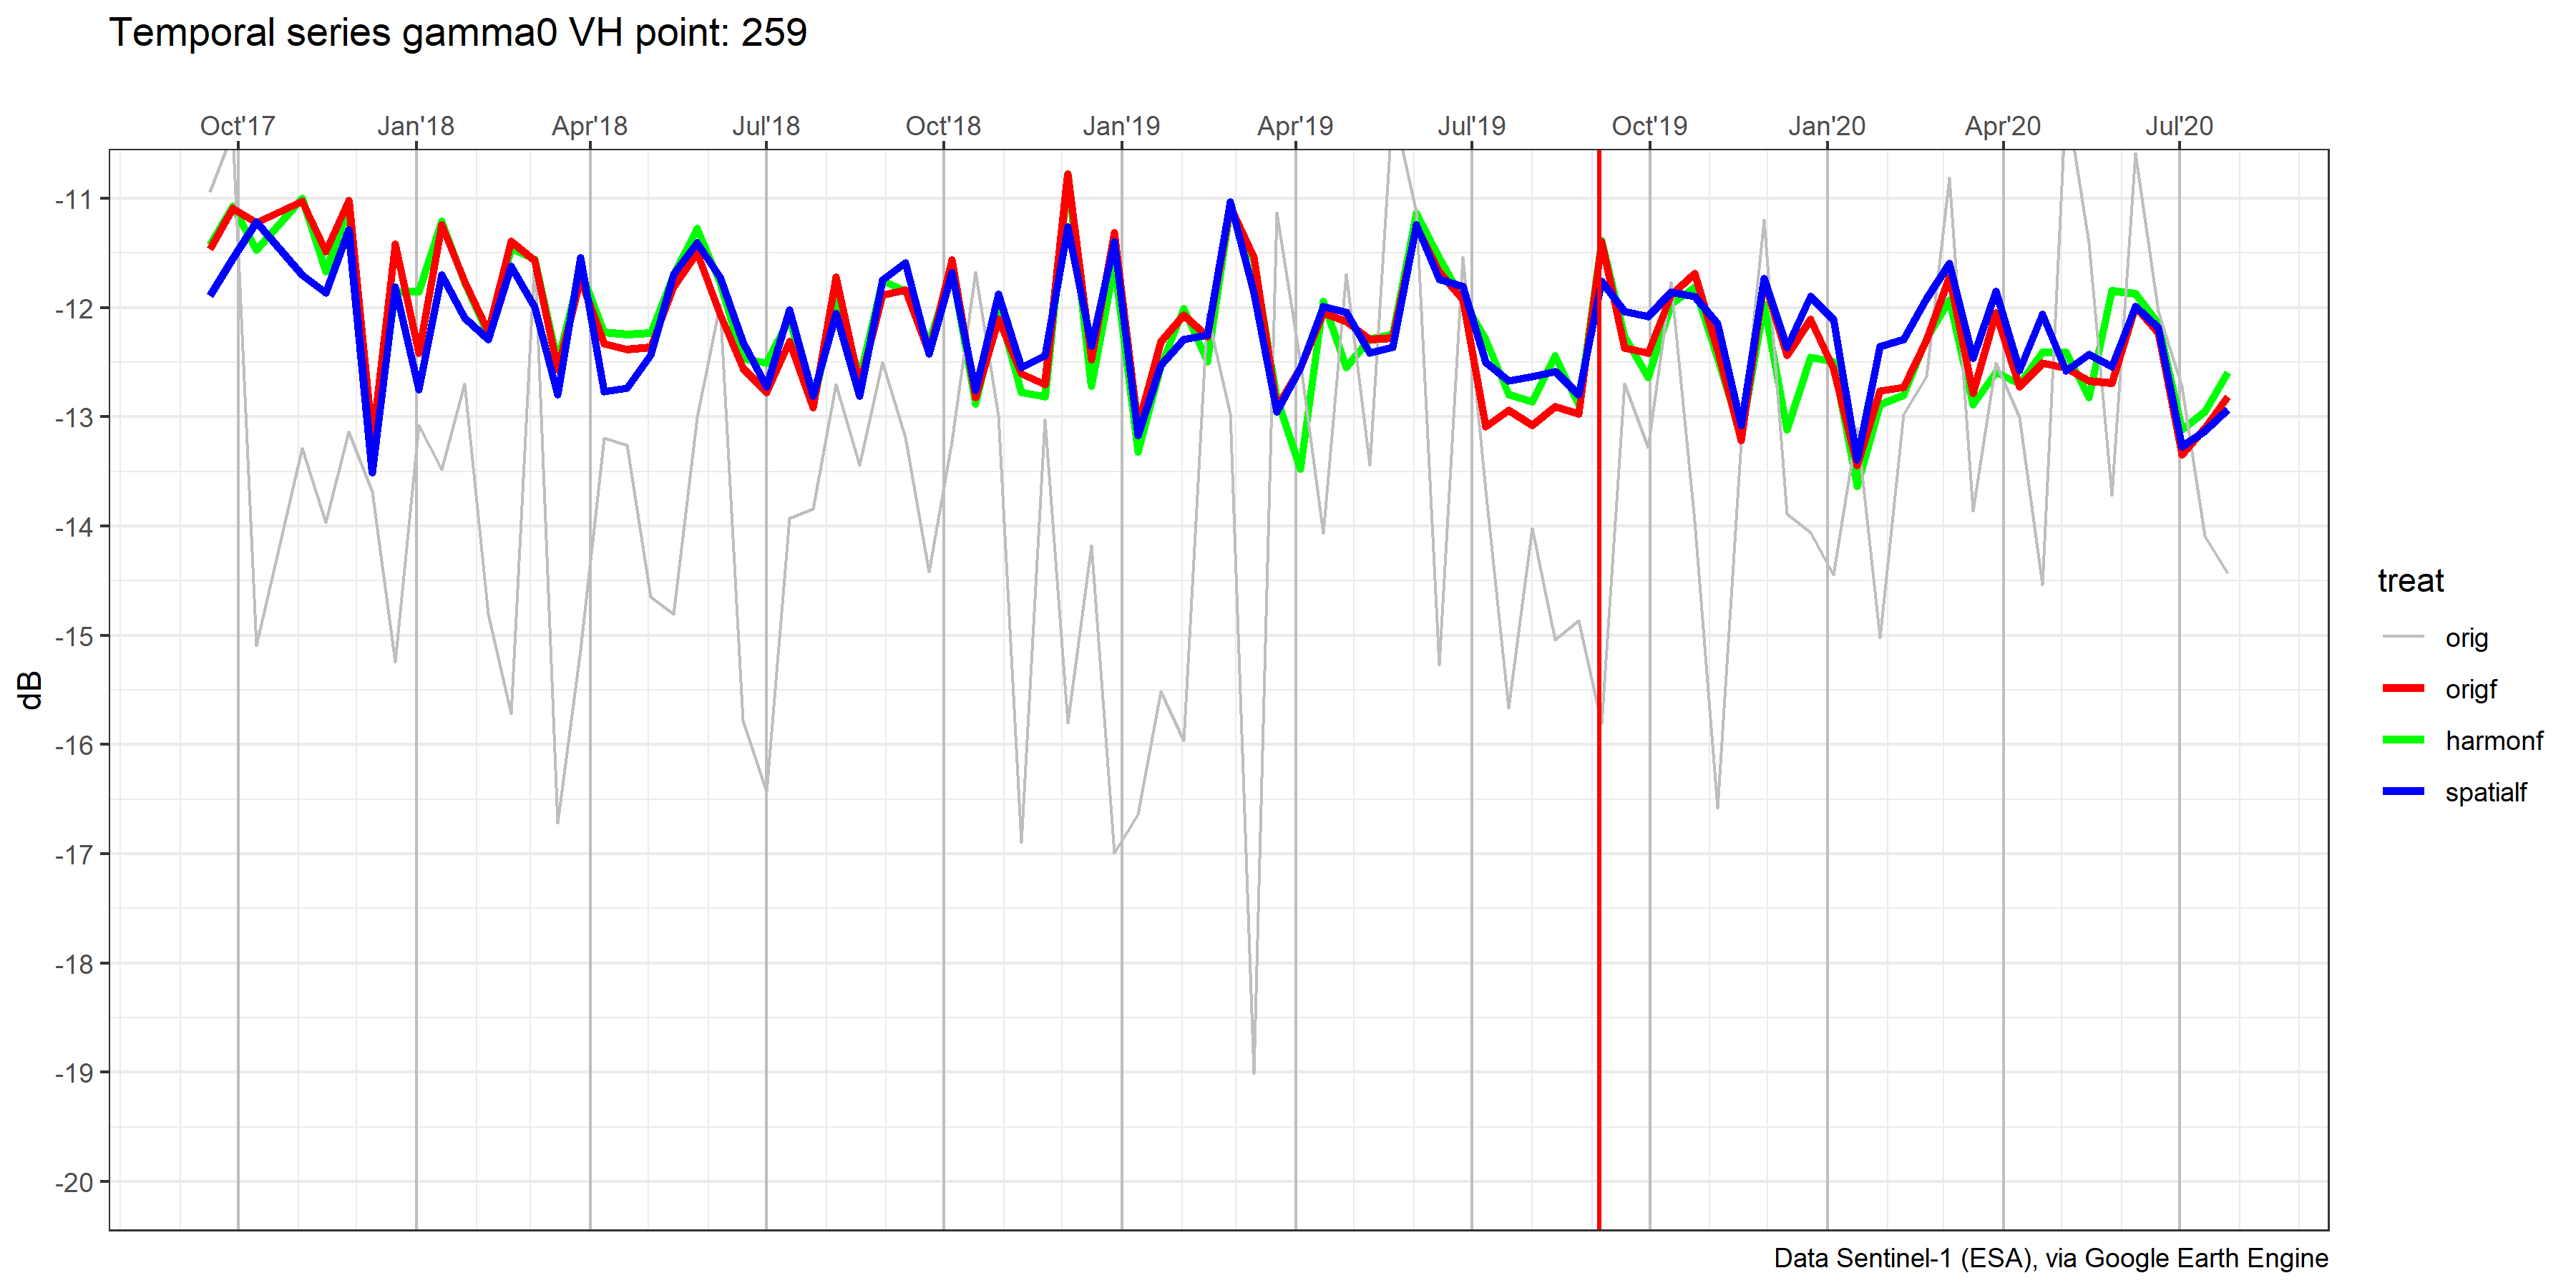 Temporal series gamma0 VH point: 259
Oct'17 Jan'18 Apr'18 Jul'18 Oct'18 Jan'19 Apr'19 Jul'19 Oct'19 Jan'20 Apr'20 Jul'20
-11
-12
-13
-14
-15
-16
-17
-18
-19
-20
dB
treat
orig
origf
harmonf
spatialf
Data Sentinel-1 (ESA), via Google Earth Engine